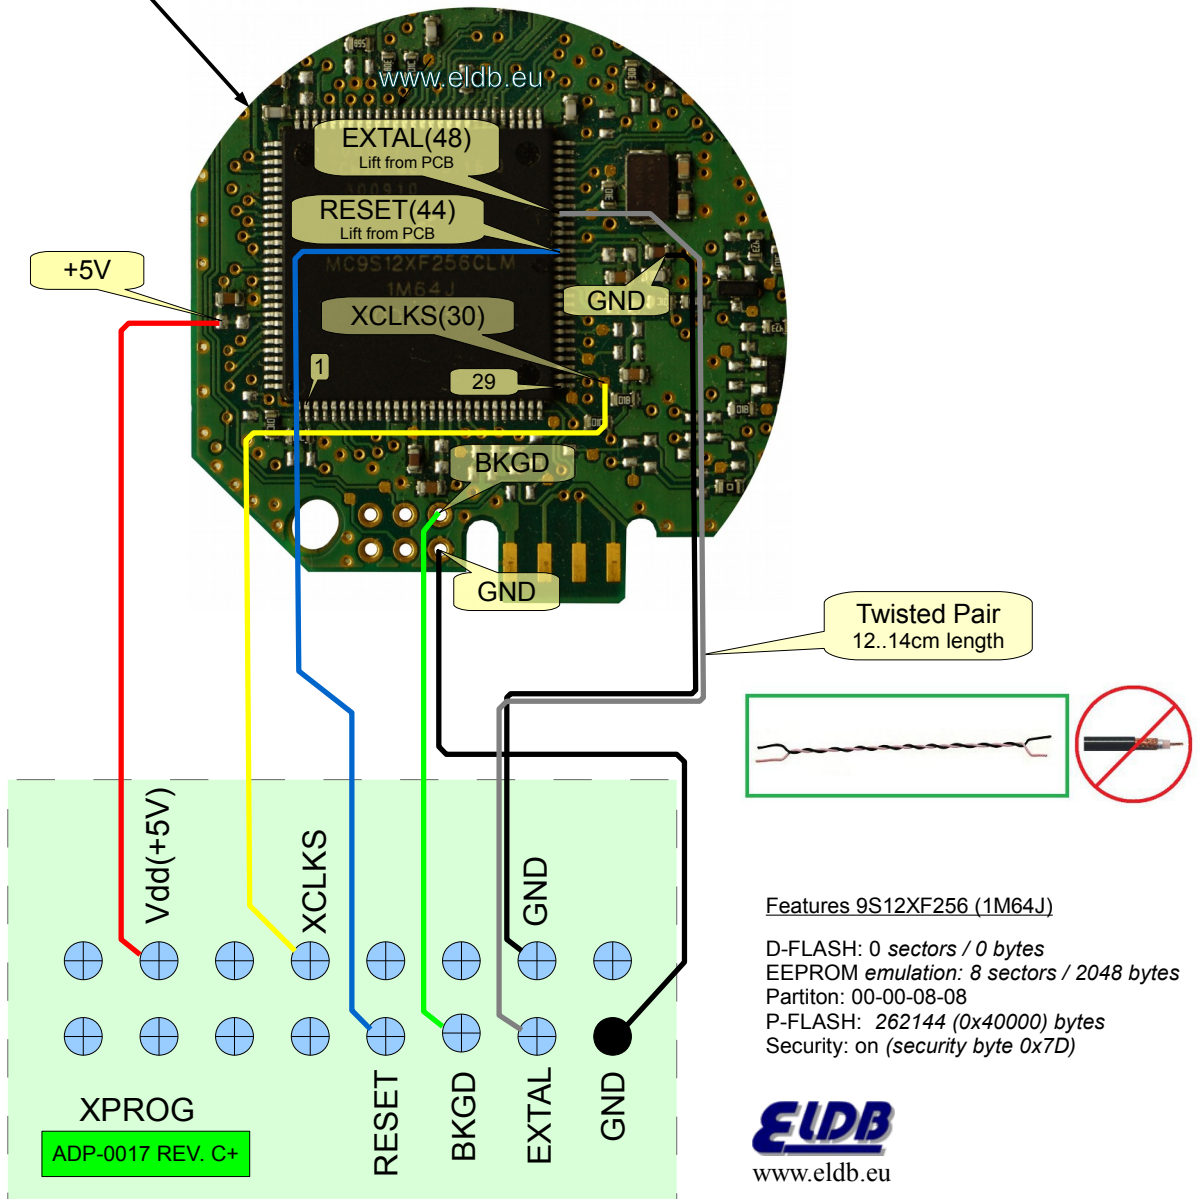 www.eldb.eu
EXTAL(48)
Lift from PCB
300910
RESET(44)
Lift from PCB
MC9S12XF256CLM
1M64J
+5V
GND
XCLKS(30)
1
29
BKGD
GND
Twisted Pair
12..14cm length
Vdd(+5V)
XCLKS
GND
RESET
BKGD
EXTAL
GND
XPROG
ADP-0017 REV. C+
Features 9S12XF256 (1M64J)
D-FLASH: 0 sectors / 0 bytes
EEPROM emulation: 8 sectors / 2048 bytes
Partiton: 00-00-08-08
P-FLASH: 262144 (0x40000) bytes
Security: on (security byte 0x7D)
ELDB
www.eldb.eu